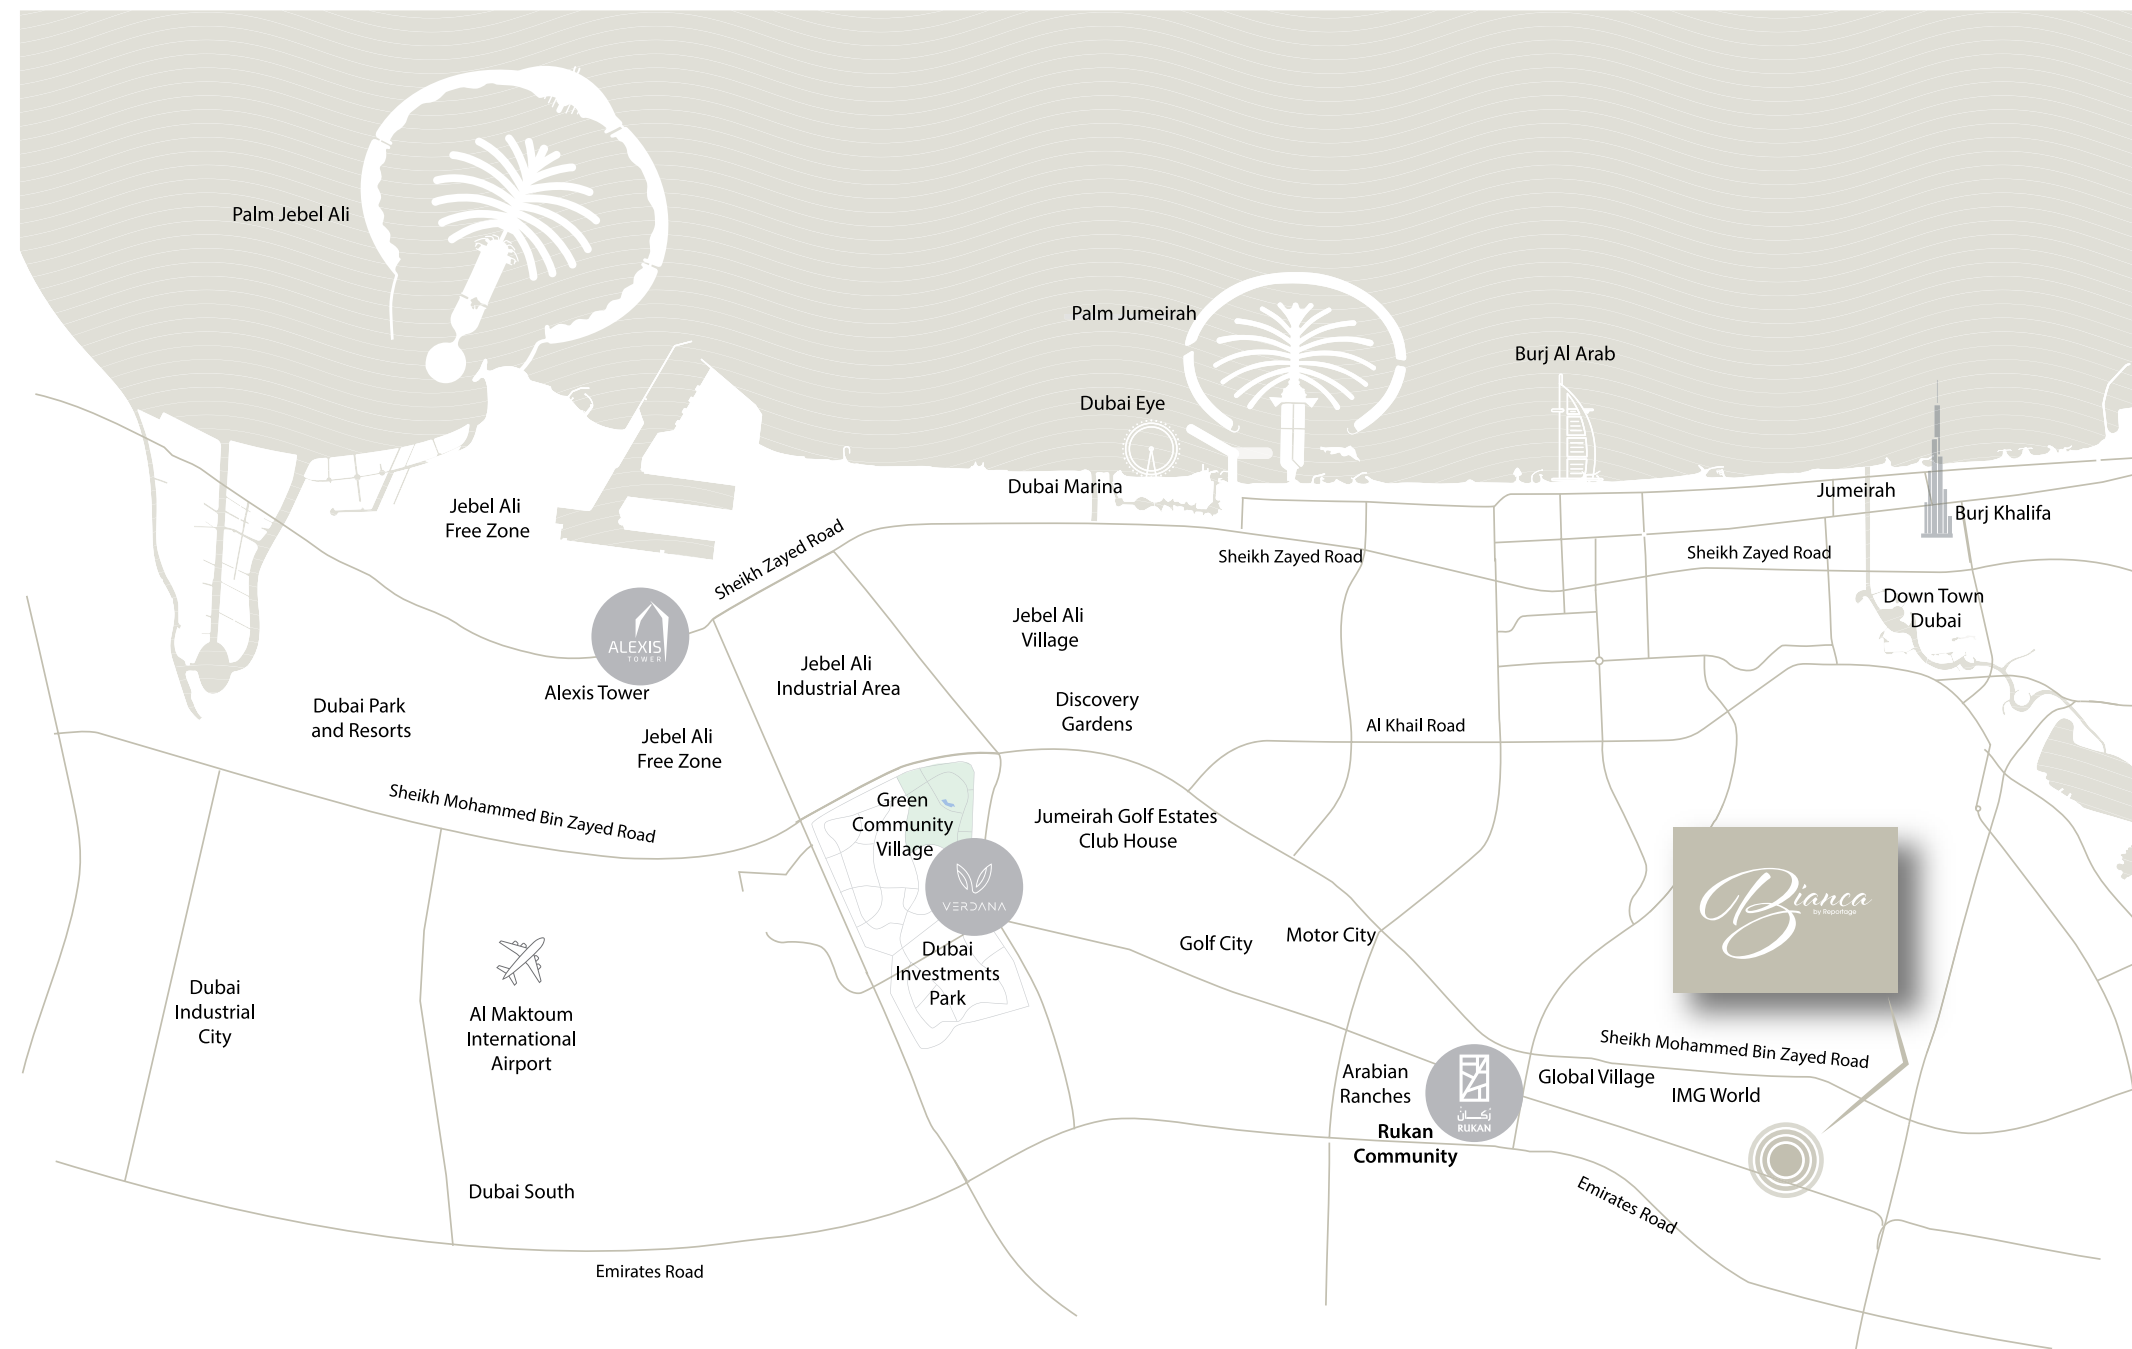 Palm Jebel Ali
Palm Jumeirah
Burj Al Arab
Dubai Eye
Dubai Marina
Jumeirah
Burj Khalifa
Jebel Ali
Free Zone
Sheikh Zayed Road
Sheikh Zayed Road
Sheikh Zayed Road
Down Town
Dubai
ALEXIS
TOWER
Alexis Tower
Jebel Ali
Village
Jebel Ali
Industrial Area
Dubai Park
and Resorts
Discovery
Gardens
Al Khail Road
Jebel Ali
Free Zone
Sheikh Mohammed Bin Zayed Road
Green
Community
Village
Jumeirah Golf Estates
Club House
VERDANA
Bianca
by Reportage
Golf City
Motor City
Dubai
Investments
Park
Dubai
Industrial
City
Al Maktoum
International
Airport
Sheikh Mohammed Bin Zayed Road
Arabian
Ranches
Global Village
IMG World
رُكــان
RUKAN
Rukan
Community
Dubai South
Emirates Road
Emirates Road